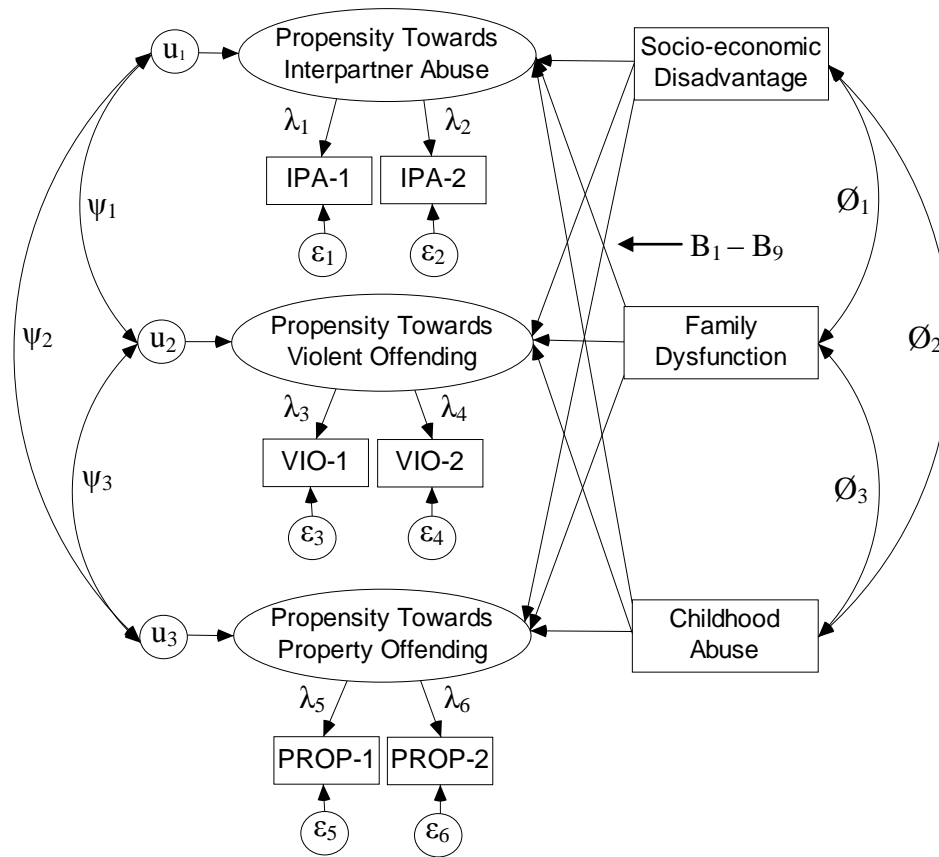 u₁
Propensity Towards
Interpartner Abuse
Socio-economic
Disadvantage
λ₁
λ₂
IPA-1
IPA-2
ψ₁
Ø₁
ε₁
ε₂
B₁ – B₉
ψ₂
u₂
Propensity Towards
Violent Offending
Family
Dysfunction
Ø₂
λ₃
λ₄
VIO-1
VIO-2
ψ₃
Ø₃
ε₃
ε₄
u₃
Propensity Towards
Property Offending
Childhood
Abuse
λ₅
λ₆
PROP-1
PROP-2
ε₅
ε₆